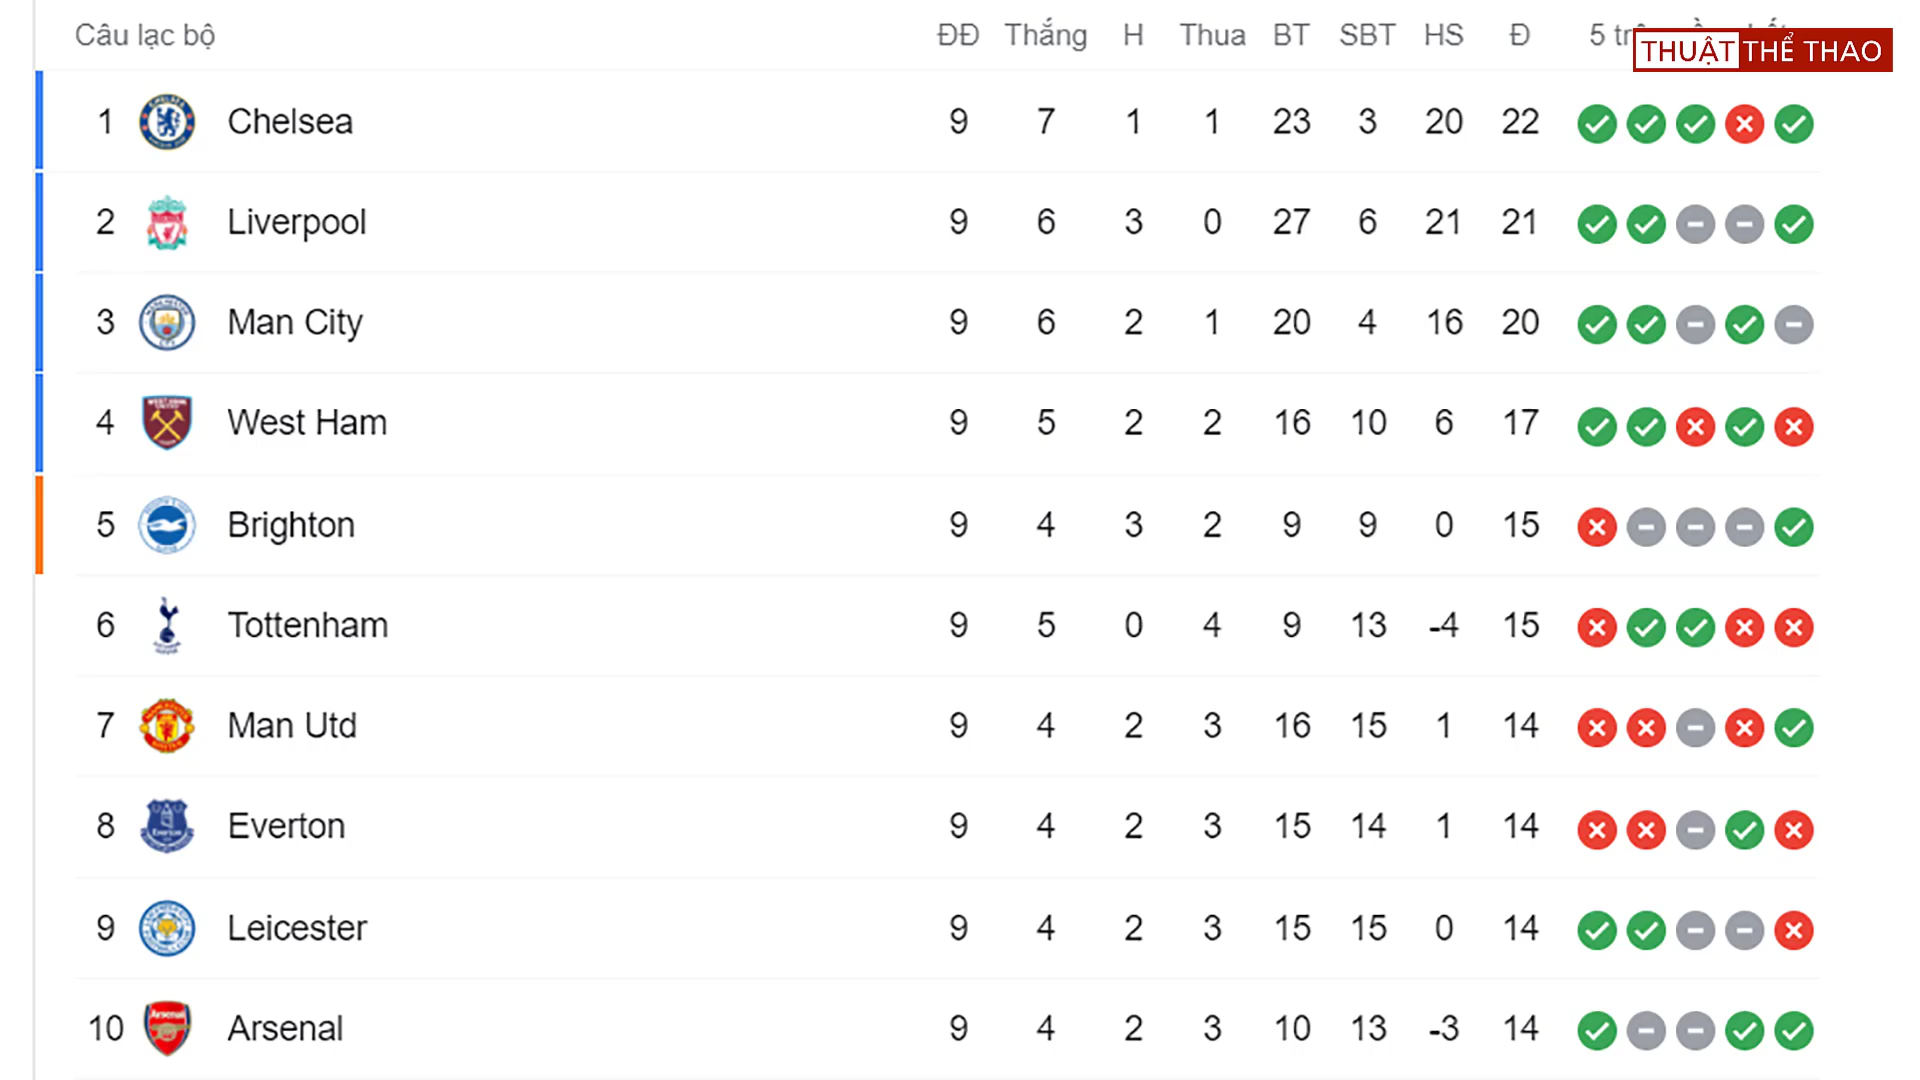 Câu lạc bộ ĐĐ Thắng H Thua BT SBT HS Đ 5
THUẬT THỂ THAO
1 Chelsea 9 7 1 1 23 3 20 22
2 Liverpool 9 6 3 0 27 6 21 21
3 Man City 9 6 2 1 20 4 16 20
4 West Ham 9 5 2 2 16 10 6 17
5 Brighton 9 4 3 2 9 9 0 15
6 Tottenham 9 5 0 4 9 13 -4 15
7 Man Utd 9 4 2 3 16 15 1 14
8 Everton 9 4 2 3 15 14 1 14
9 Leicester 9 4 2 3 15 15 0 14
10 Arsenal 9 4 2 3 10 13 -3 14